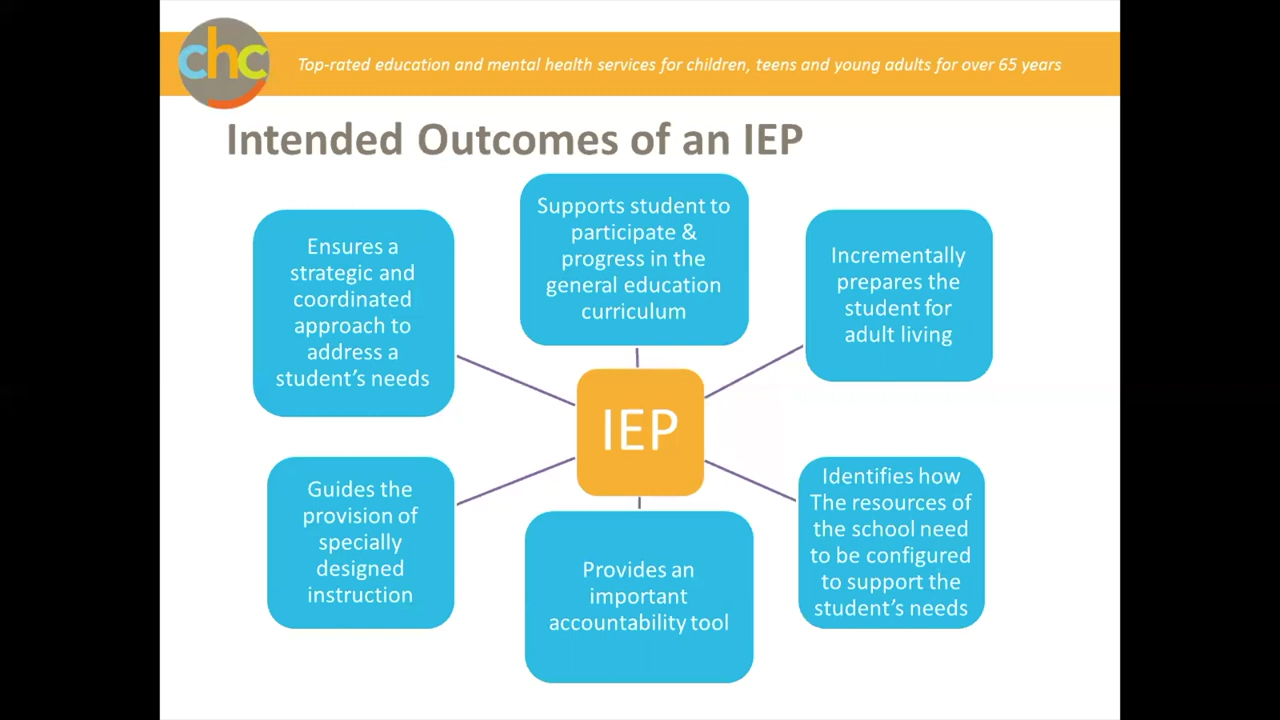 chc
Top-rated education and mental health services for children, teens and young adults for over 65 years
Intended Outcomes of an IEP
Ensures a
strategic and
coordinated
approach to
address a
student’s needs
Supports student to
participate &
progress in the
general education
curriculum
Incrementally
prepares the
student for
adult living
IEP
Guides the
provision of
specially
designed
instruction
Provides an
important
accountability tool
Identifies how
The resources of
the school need
to be configured
to support the
student’s needs